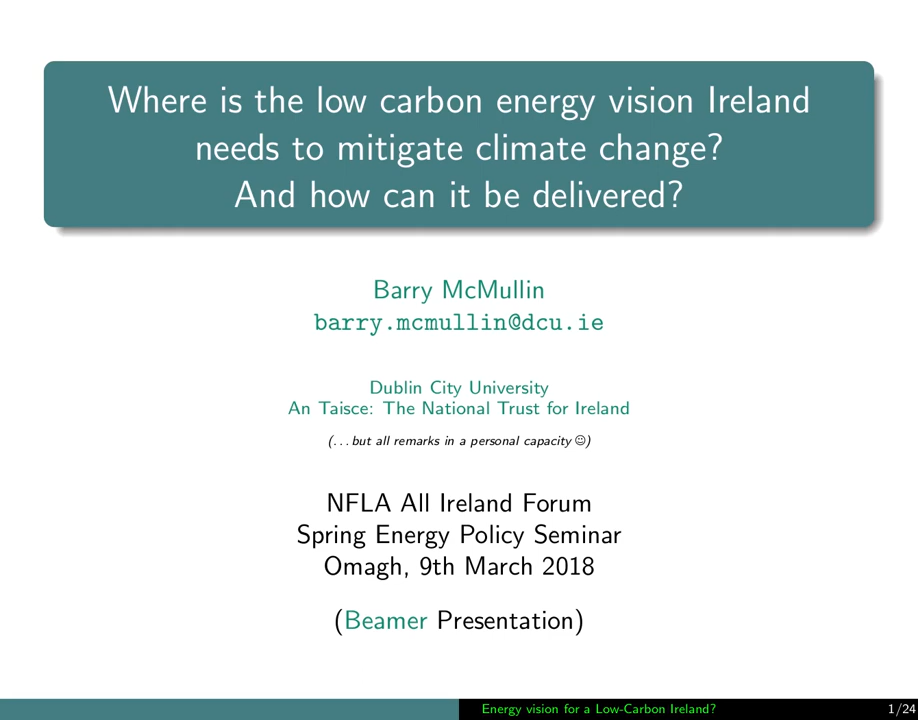 Where is the low carbon energy vision Ireland
needs to mitigate climate change?
And how can it be delivered?
Barry McMullin
barry.mcmullin@dcu.ie
Dublin City University
An Taisce: The National Trust for Ireland
(...but all remarks in a personal capacity ☺)
NFLA All Ireland Forum
Spring Energy Policy Seminar
Omagh, 9th March 2018
(Beamer Presentation)
Energy vision for a Low-Carbon Ireland?
1/24